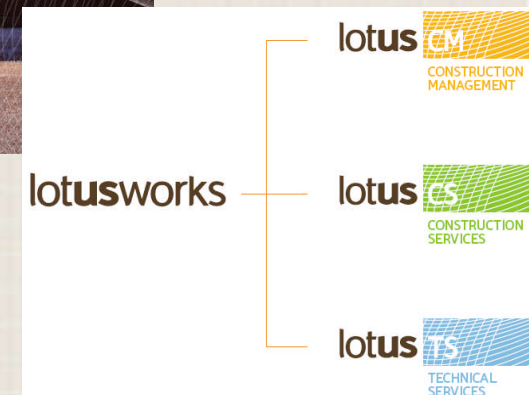 lotus CM
CONSTRUCTION
MANAGEMENT
lotusworks
lotus CS
CONSTRUCTION
SERVICES
lotus TS
TECHNICAL
SERVICES